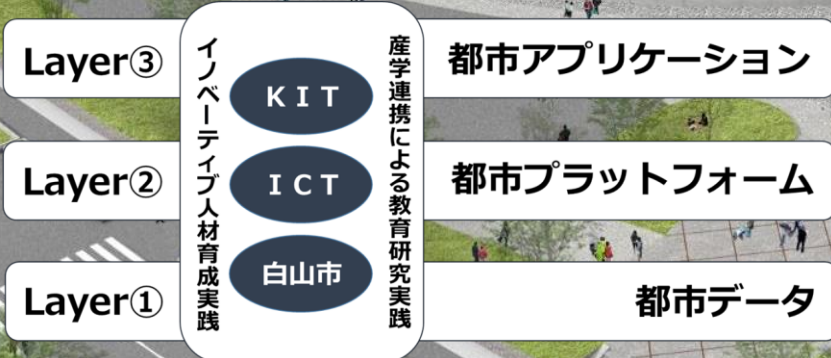 Layer③
都市アプリケーション
Layer②
都市プラットフォーム
Layer①
都市データ
産学連携による教育研究実践
イノベーティブ人材育成実践
KIT
ICT
白山市